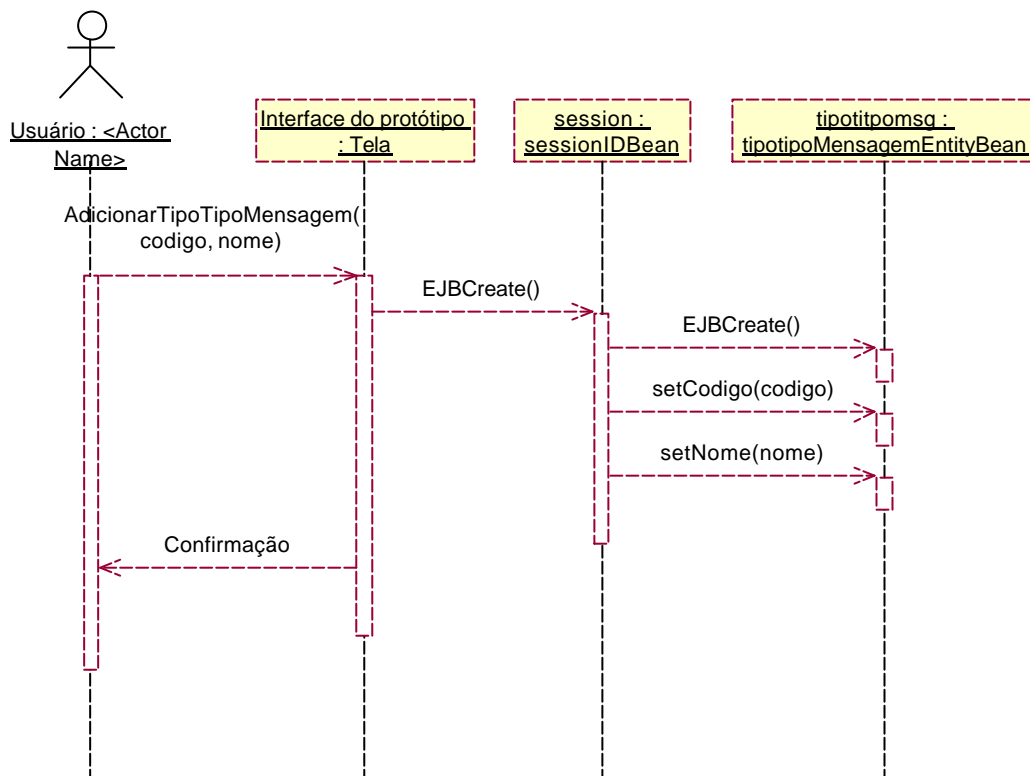 Usuário : <Actor
Name>
Interface do protótipo
: Tela
session :
sessionIDBean
tipotitpomsg :
tipotipoMensagemEntityBean
AdicionarTipoTipoMensagem(
codigo, nome)
EJBCreate()
EJBCreate()
setCodigo(codigo)
setNome(nome)
Confirmação